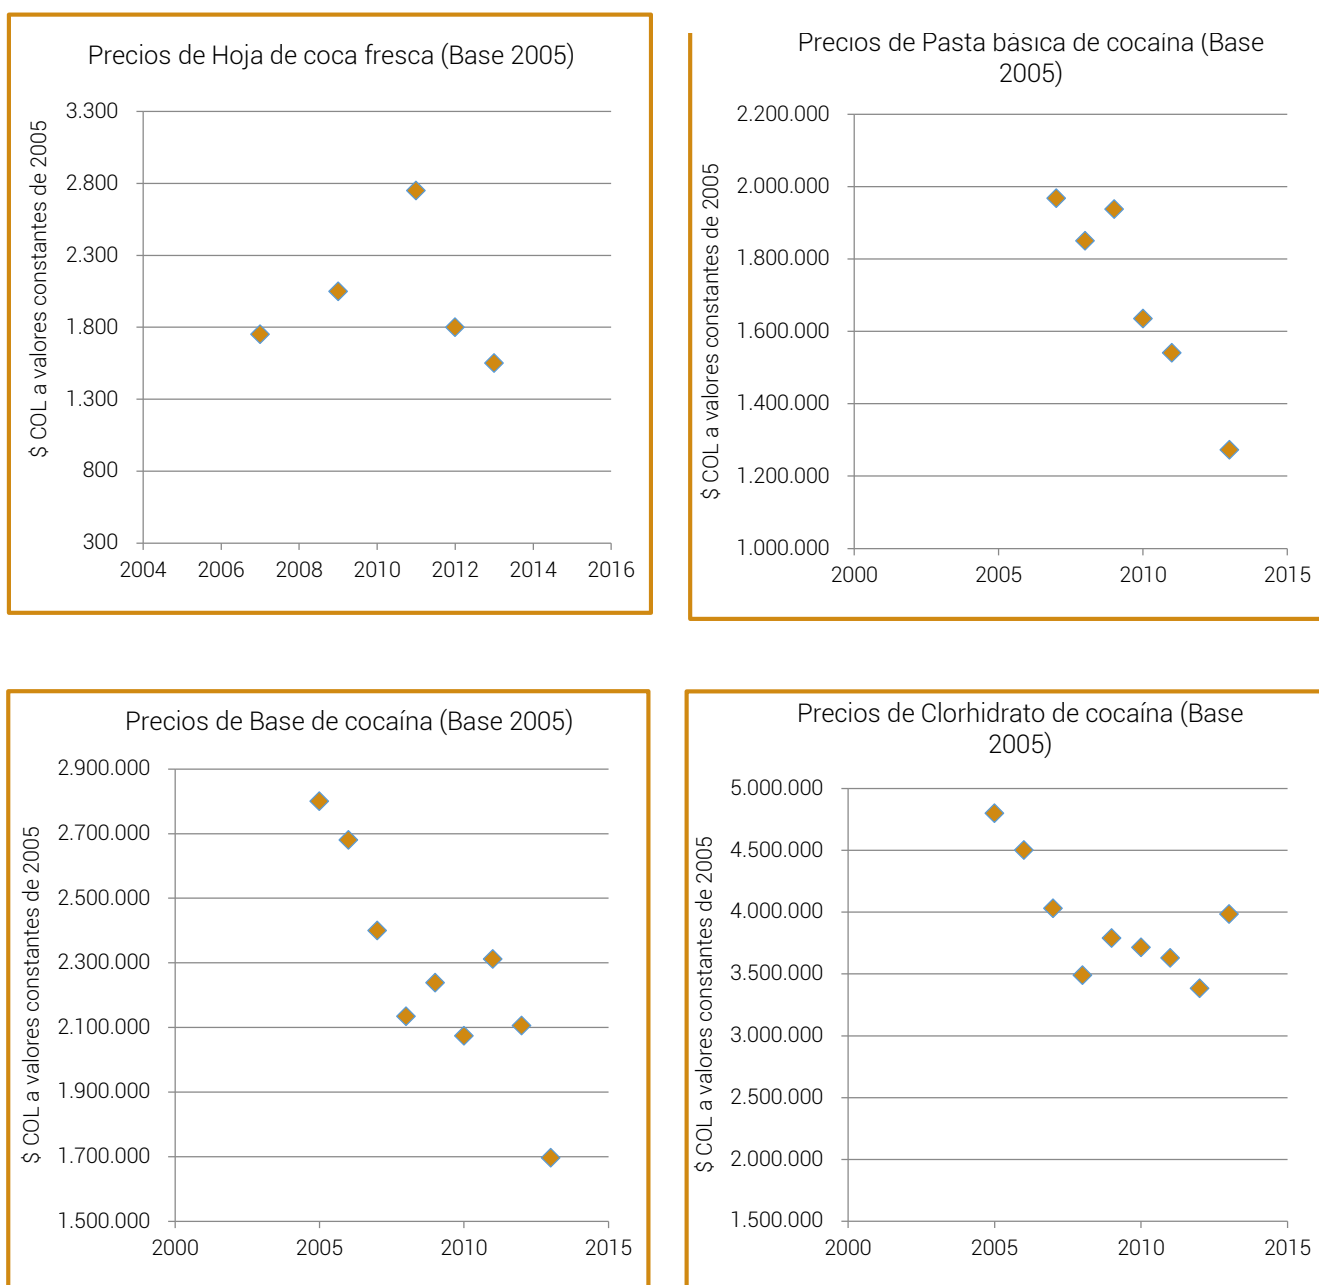 Precios de Hoja de coca fresca (Base 2005)
$ COL a valores constantes de 2005
3.300
2.800
2.300
1.800
1.300
800
300
2004 2006 2008 2010 2012 2014 2016
Precios de Pasta básica de cocaína (Base
2005)
$ COL a valores constantes de 2005
2.200.000
2.000.000
1.800.000
1.600.000
1.400.000
1.200.000
1.000.000
2000 2005 2010 2015
Precios de Base de cocaína (Base 2005)
$ COL a valores constantes de 2005
2.900.000
2.700.000
2.500.000
2.300.000
2.100.000
1.900.000
1.700.000
1.500.000
2000 2005 2010 2015
Precios de Clorhidrato de cocaína (Base
2005)
$ COL a valores constantes de 2005
5.000.000
4.500.000
4.000.000
3.500.000
3.000.000
2.500.000
2.000.000
1.500.000
2000 2005 2010 2015